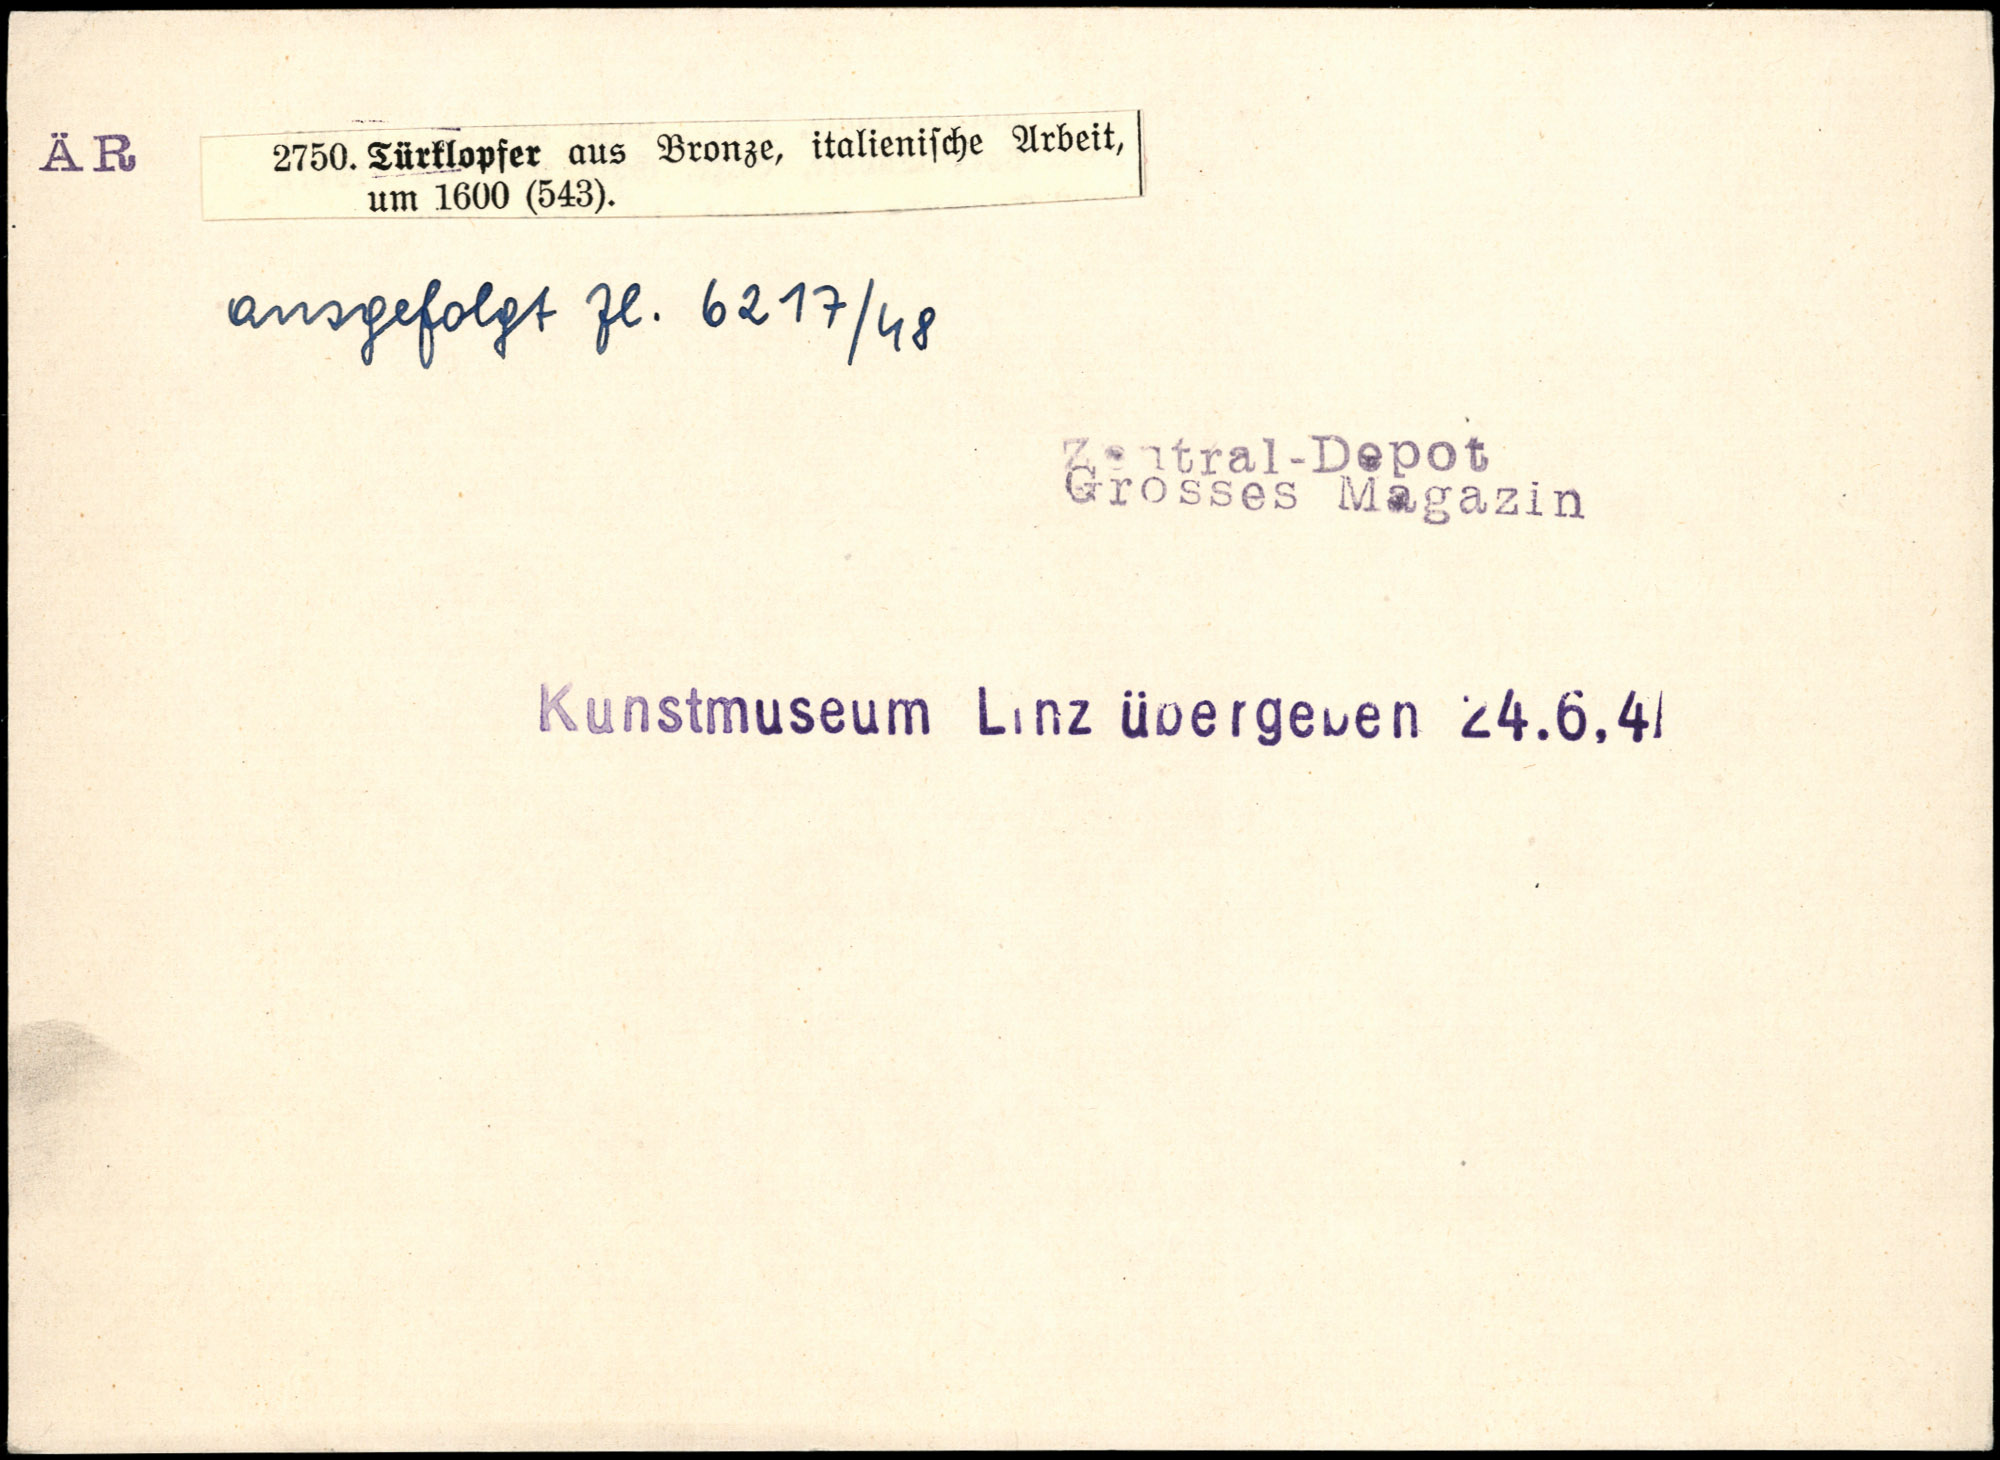 ÄR
2750. Türklopfer aus Bronze, italieniſche Arbeit,
um 1600 (543).
ausgefolgt Zl. 6217/48
Zentral-Depot
Grosses Magazin
Kunstmuseum Linz übergeben 24.6.41